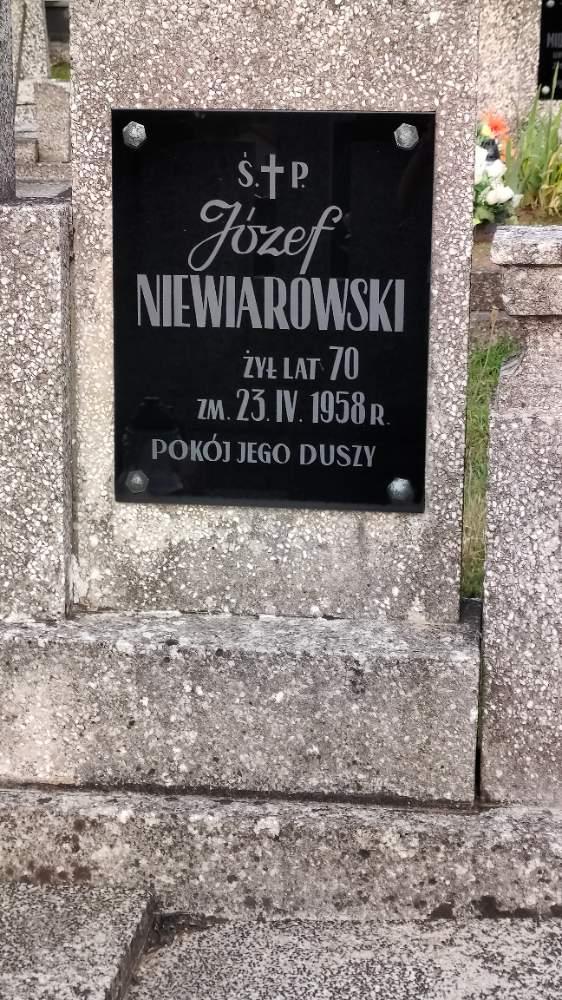 Ś. † P.
Józef
NIEWIAROWSKI
ŻYŁ LAT 70
ZM. 23. IV. 1958 R.
POKÓJ JEGO DUSZY